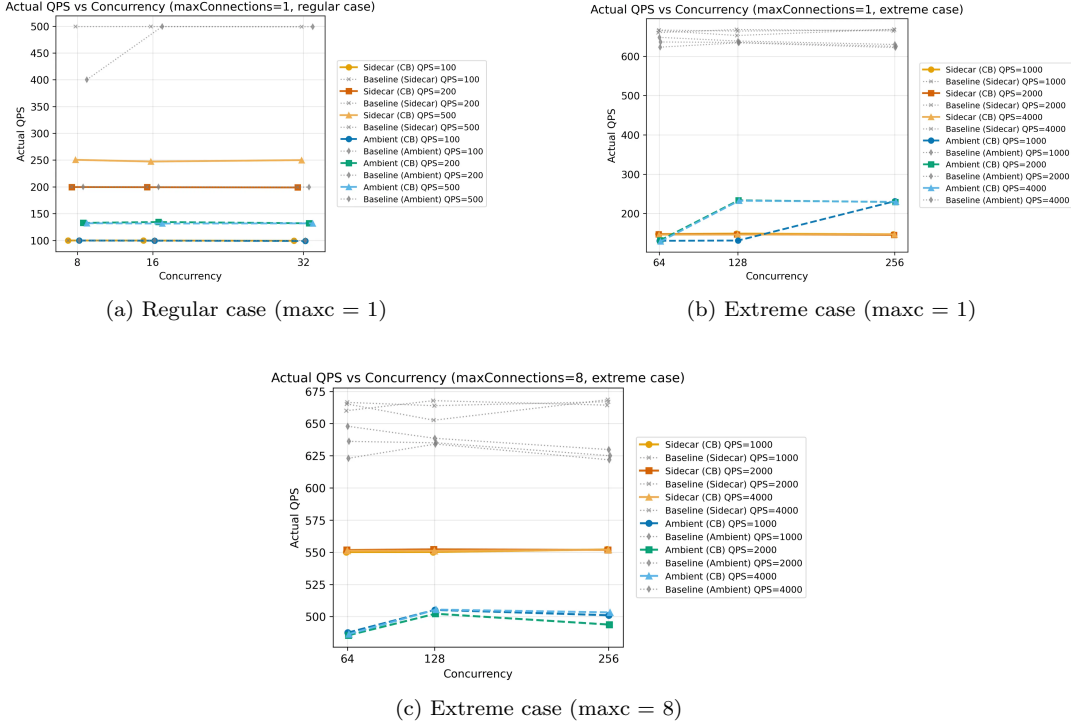 Actual QPS vs Concurrency (maxConnections=1, regular case)
500
450
400
350
300
250
200
150
100
Actual QPS
8
16
32
Concurrency
Sidecar (CB) QPS=100
Baseline (Sidecar) QPS=100
Sidecar (CB) QPS=200
Baseline (Sidecar) QPS=200
Sidecar (CB) QPS=500
Baseline (Sidecar) QPS=500
Ambient (CB) QPS=100
Baseline (Ambient) QPS=100
Ambient (CB) QPS=200
Baseline (Ambient) QPS=200
Ambient (CB) QPS=500
Baseline (Ambient) QPS=500
(a) Regular case (maxc = 1)
Actual QPS vs Concurrency (maxConnections=1, extreme case)
600
500
400
300
200
Actual QPS
64
128
256
Concurrency
Sidecar (CB) QPS=1000
Baseline (Sidecar) QPS=1000
Sidecar (CB) QPS=2000
Baseline (Sidecar) QPS=2000
Sidecar (CB) QPS=4000
Baseline (Sidecar) QPS=4000
Ambient (CB) QPS=1000
Baseline (Ambient) QPS=1000
Ambient (CB) QPS=2000
Baseline (Ambient) QPS=2000
Ambient (CB) QPS=4000
Baseline (Ambient) QPS=4000
(b) Extreme case (maxc = 1)
Actual QPS vs Concurrency (maxConnections=8, extreme case)
675
650
625
600
575
550
525
500
Actual QPS
64
128
256
Concurrency
Sidecar (CB) QPS=1000
Baseline (Sidecar) QPS=1000
Sidecar (CB) QPS=2000
Baseline (Sidecar) QPS=2000
Sidecar (CB) QPS=4000
Baseline (Sidecar) QPS=4000
Ambient (CB) QPS=1000
Baseline (Ambient) QPS=1000
Ambient (CB) QPS=2000
Baseline (Ambient) QPS=2000
Ambient (CB) QPS=4000
Baseline (Ambient) QPS=4000
(c) Extreme case (maxc = 8)